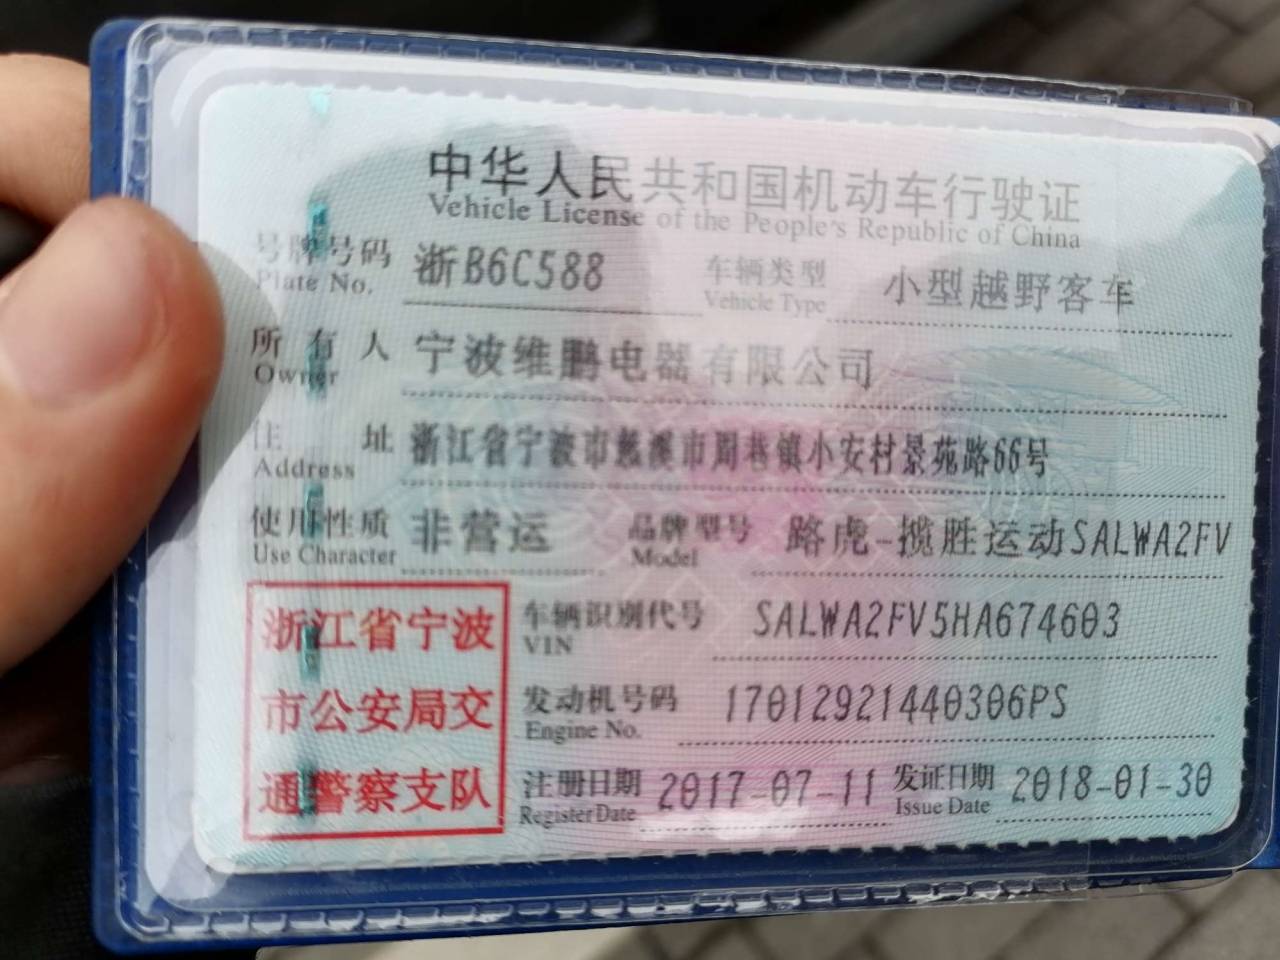 中华人民共和国机动车行驶证
Vehicle License of the People's Republic of China
号牌号码 浙B6C588 车辆类型 小型越野客车
Plate No. Vehicle Type
所有人 宁波维鹏电器有限公司
Owner
住址 浙江省宁波市慈溪市周巷镇小安村景苑路66号
Address
使用性质 非营运 品牌型号 路虎-揽胜运动SALWA2FV
Use Character Model
浙江省宁波
市公安局交
通警察支队
车辆识别代号 SALWA2FV5HA674603
VIN
发动机号码 17012921440306PS
Engine No.
注册日期 2017-07-11 发证日期 2018-01-30
Register Date Issue Date